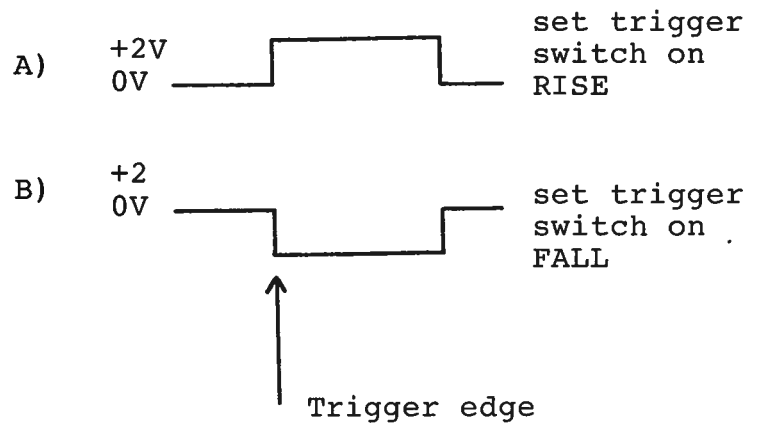 A)
+2V
0V
set trigger
switch on
RISE
B)
+2
0V
set trigger
switch on
FALL
Trigger edge